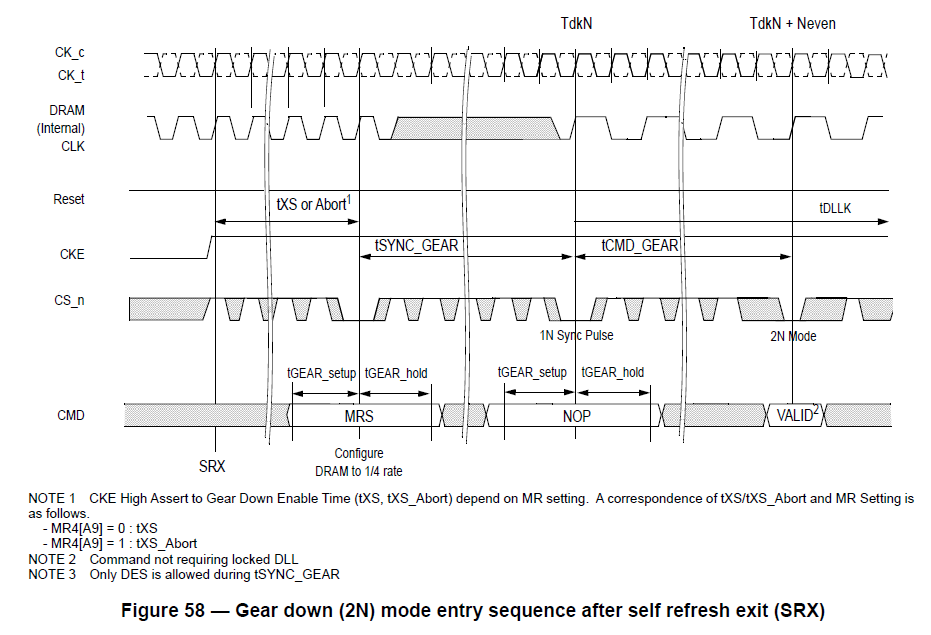 TdkN
TdkN + Neven
CK_c
CK_t
DRAM
(Internal)
CLK
Reset
tXS or Abort1
tDLLK
CKE
tSYNC_GEAR
tCMD_GEAR
CS_n
1N Sync Pulse
2N Mode
tGEAR_setup
tGEAR_hold
tGEAR_setup
tGEAR_hold
CMD
MRS
NOP
VALID2
SRX
Configure
DRAM to 1/4 rate
NOTE 1 CKE High Assert to Gear Down Enable Time (tXS, tXS_Abort) depend on MR setting. A correspondence of tXS/tXS_Abort and MR Setting is
as follows.
- MR4[A9] = 0 : tXS
- MR4[A9] = 1 : tXS_Abort
NOTE 2 Command not requiring locked DLL
NOTE 3 Only DES is allowed during tSYNC_GEAR
Figure 58 — Gear down (2N) mode entry sequence after self refresh exit (SRX)